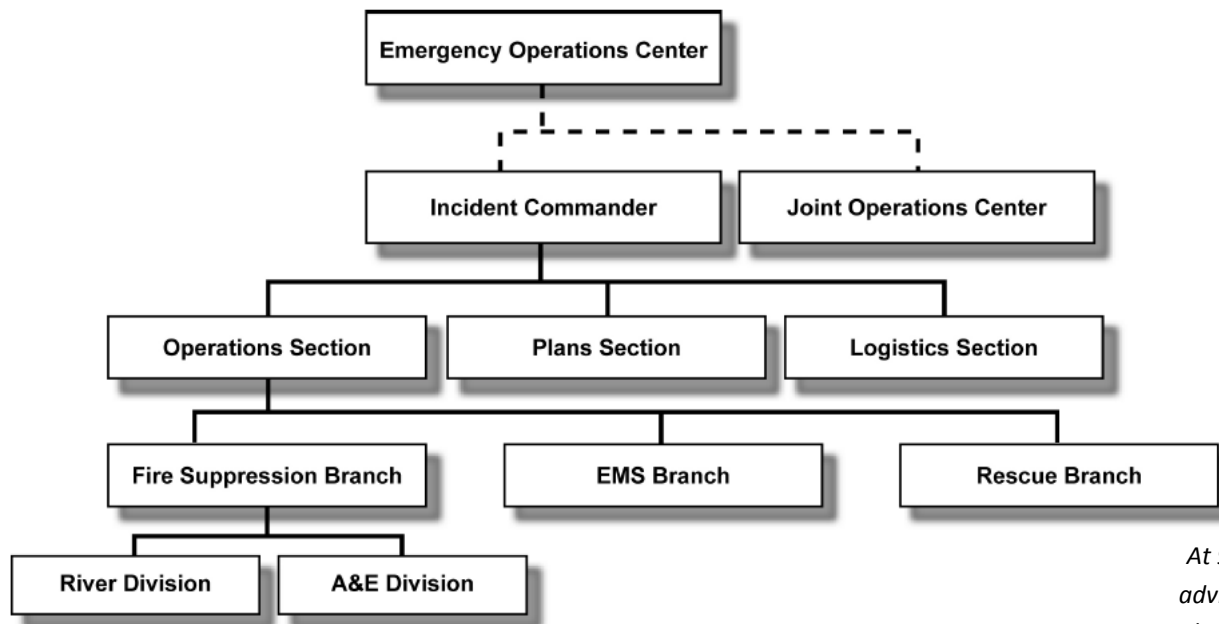 Emergency Operations Center
Incident Commander
Joint Operations Center
Operations Section
Plans Section
Logistics Section
Fire Suppression Branch
EMS Branch
Rescue Branch
River Division
A&E Division
At